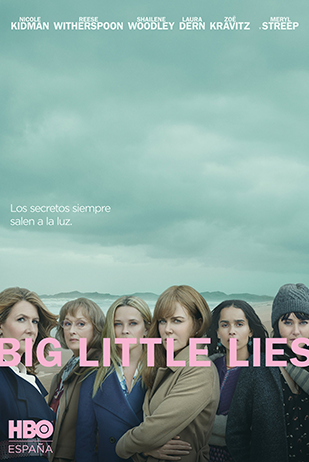 NICOLE REESE SHAILENE LAURA ZOË MERYL
KIDMAN WITHERSPOON WOODLEY DERN KRAVITZ STREEP
Los secretos siempre
salen a la luz.
BIG LITTLE LIES
HBO
ESPAÑA